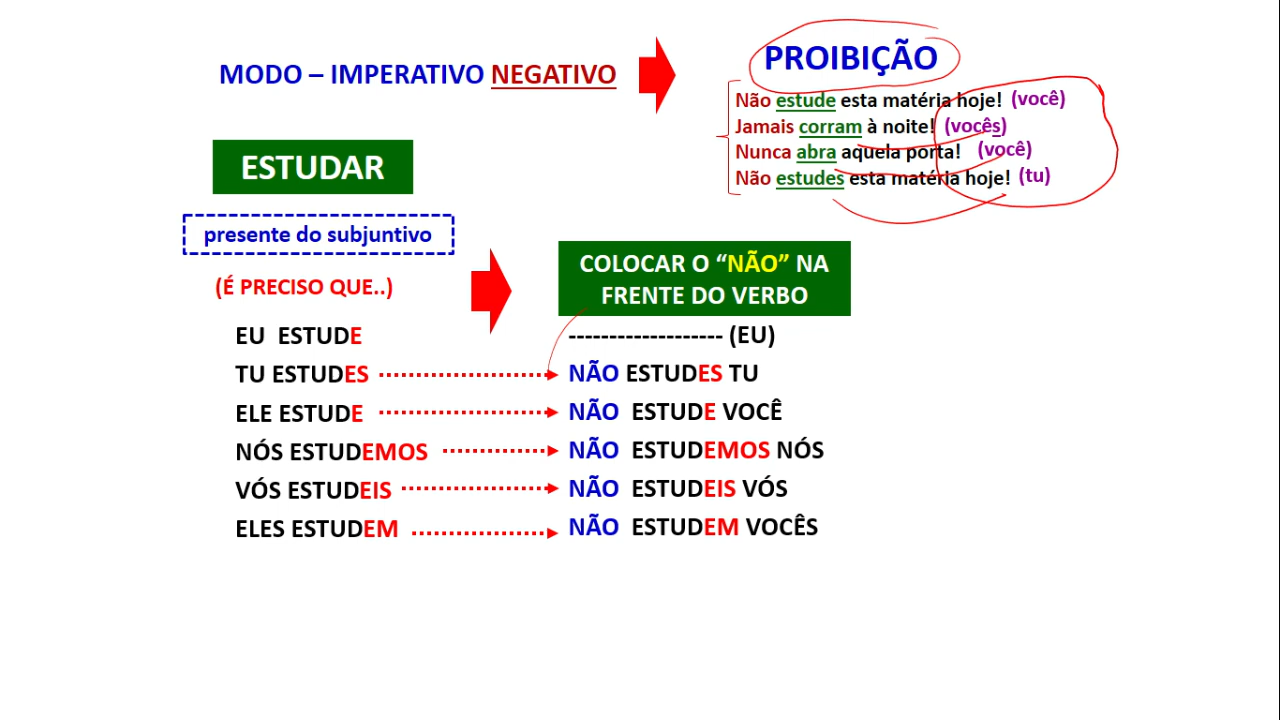 MODO – IMPERATIVO NEGATIVO
PROIBIÇÃO
Não estude esta matéria hoje! (você)
Jamais corram à noite! (vocês)
Nunca abra aquela porta! (você)
Não estudes esta matéria hoje! (tu)
ESTUDAR
presente do subjuntivo
(É PRECISO QUE..)
EU ESTUDE
TU ESTUDES
ELE ESTUDE
NÓS ESTUDEMOS
VÓS ESTUDEIS
ELES ESTUDEM
COLOCAR O “NÃO” NA
FRENTE DO VERBO
------------------- (EU)
NÃO ESTUDES TU
NÃO ESTUDE VOCÊ
NÃO ESTUDEMOS NÓS
NÃO ESTUDEIS VÓS
NÃO ESTUDEM VOCÊS